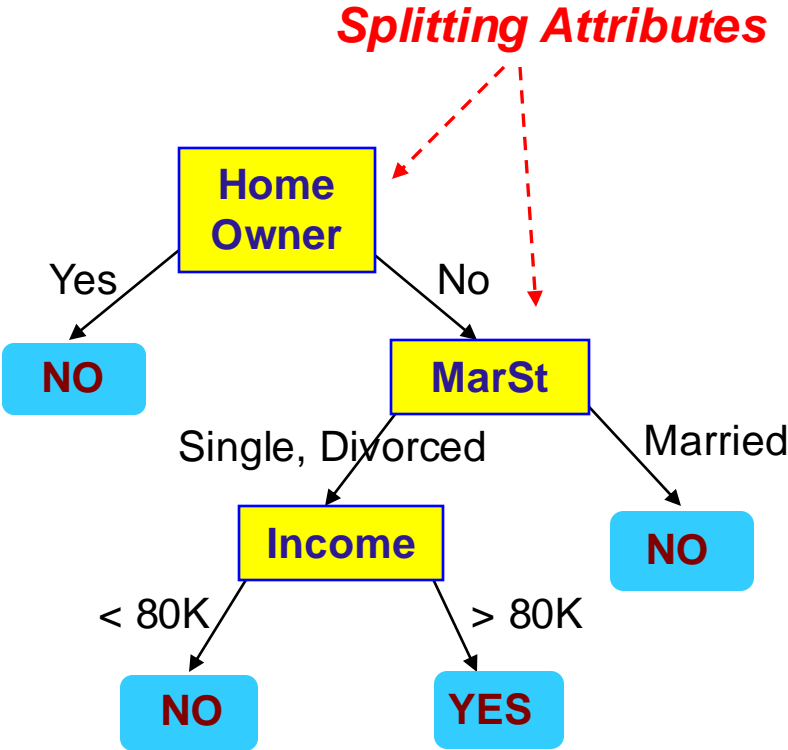 Splitting Attributes
Home
Owner
Yes
No
NO
MarSt
Single, Divorced
Married
Income
NO
< 80K
> 80K
NO
YES